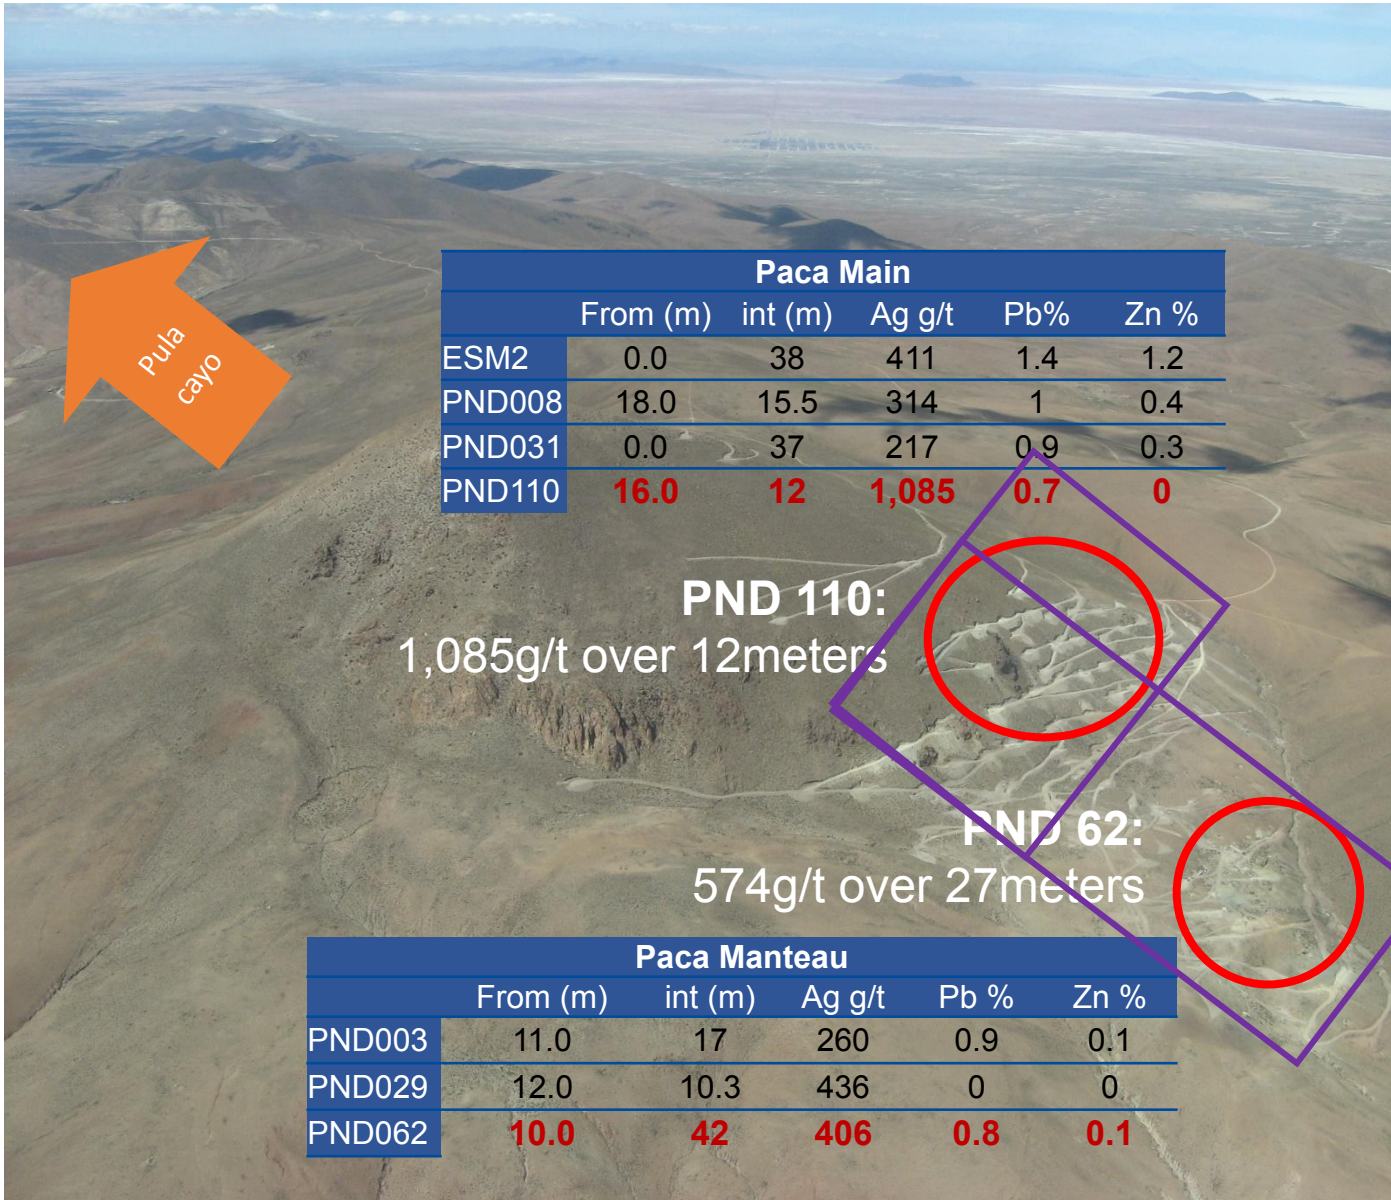 Paca Main
From (m) int (m) Ag g/t Pb% Zn %
ESM2 0.0 38 411 1.4 1.2
PND008 18.0 15.5 314 1 0.4
PND031 0.0 37 217 0.9 0.3
PND110 16.0 12 1,085 0.7 0
Pula
cayo
PND 110:
1,085g/t over 12meters
PND 62:
574g/t over 27meters
Paca Manteau
From (m) int (m) Ag g/t Pb % Zn %
PND003 11.0 17 260 0.9 0.1
PND029 12.0 10.3 436 0 0
PND062 10.0 42 406 0.8 0.1